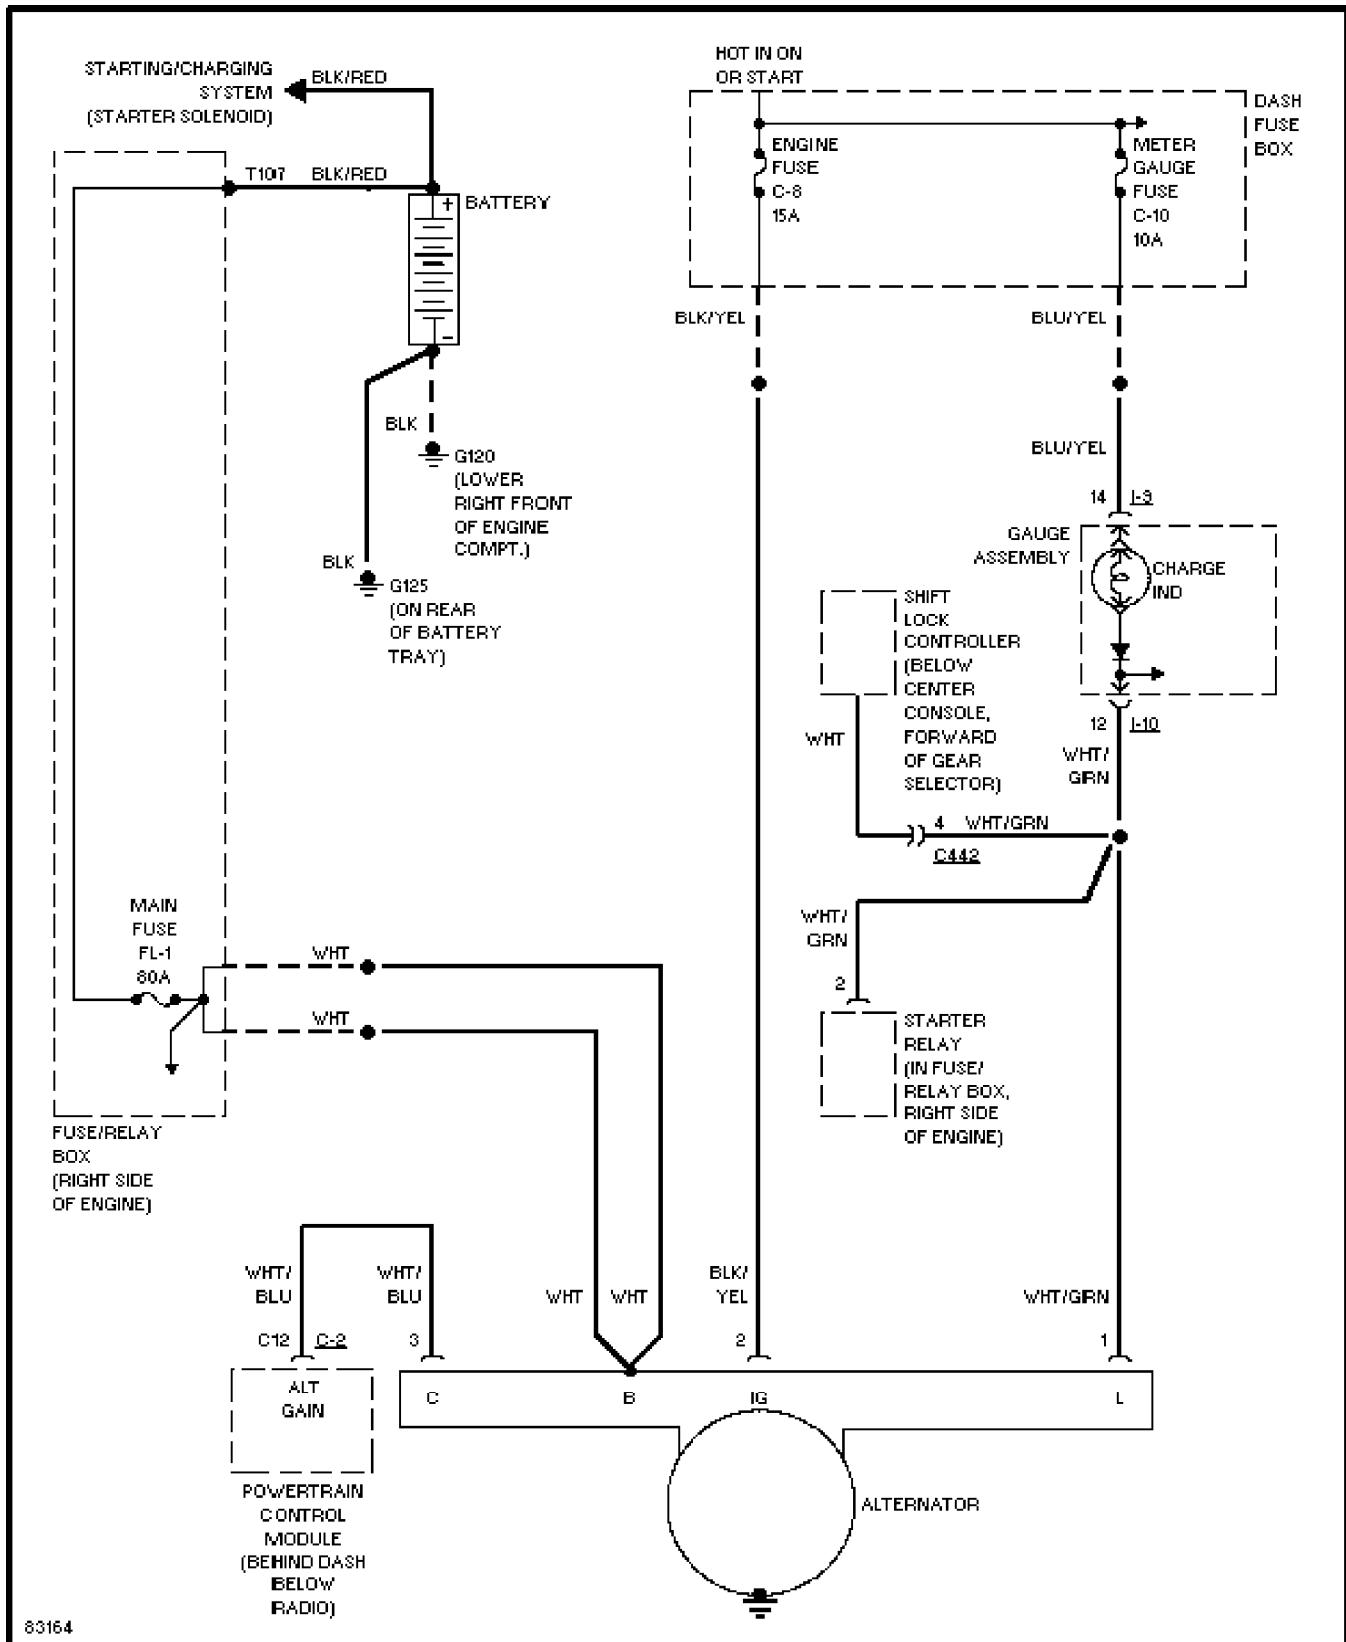 STARTING/CHARGING
SYSTEM
(STARTER SOLENOID)
BLK/RED
HOT IN ON
OR START
DASH
FUSE
BOX
ENGINE
FUSE
C-8
15A
METER
GAUGE
FUSE
C-10
10A
T107
BLK/RED
+
BATTERY
-
BLK/YEL
BLU/YEL
BLK
G120
(LOWER
RIGHT FRONT
OF ENGINE
COMPT.)
BLK
G125
(ON REAR
OF BATTERY
TRAY)
BLU/YEL
14
I-9
GAUGE
ASSEMBLY
CHARGE
IND
SHIFT
LOCK
CONTROLLER
(BELOW
CENTER
CONSOLE,
FORWARD
OF GEAR
SELECTOR)
WHT
12
I-10
WHT/
GRN
4
WHT/GRN
C442
WHT/
GRN
2
STARTER
RELAY
(IN FUSE/
RELAY BOX,
RIGHT SIDE
OF ENGINE)
MAIN
FUSE
FL-1
80A
WHT
WHT
FUSE/RELAY
BOX
(RIGHT SIDE
OF ENGINE)
WHT/
BLU
WHT/
BLU
WHT
WHT
BLK/
YEL
WHT/GRN
C12
C-2
3
2
1
ALT
GAIN
C
B
IG
L
POWERTRAIN
CONTROL
MODULE
(BEHIND DASH
BELOW
RADIO)
ALTERNATOR
83164